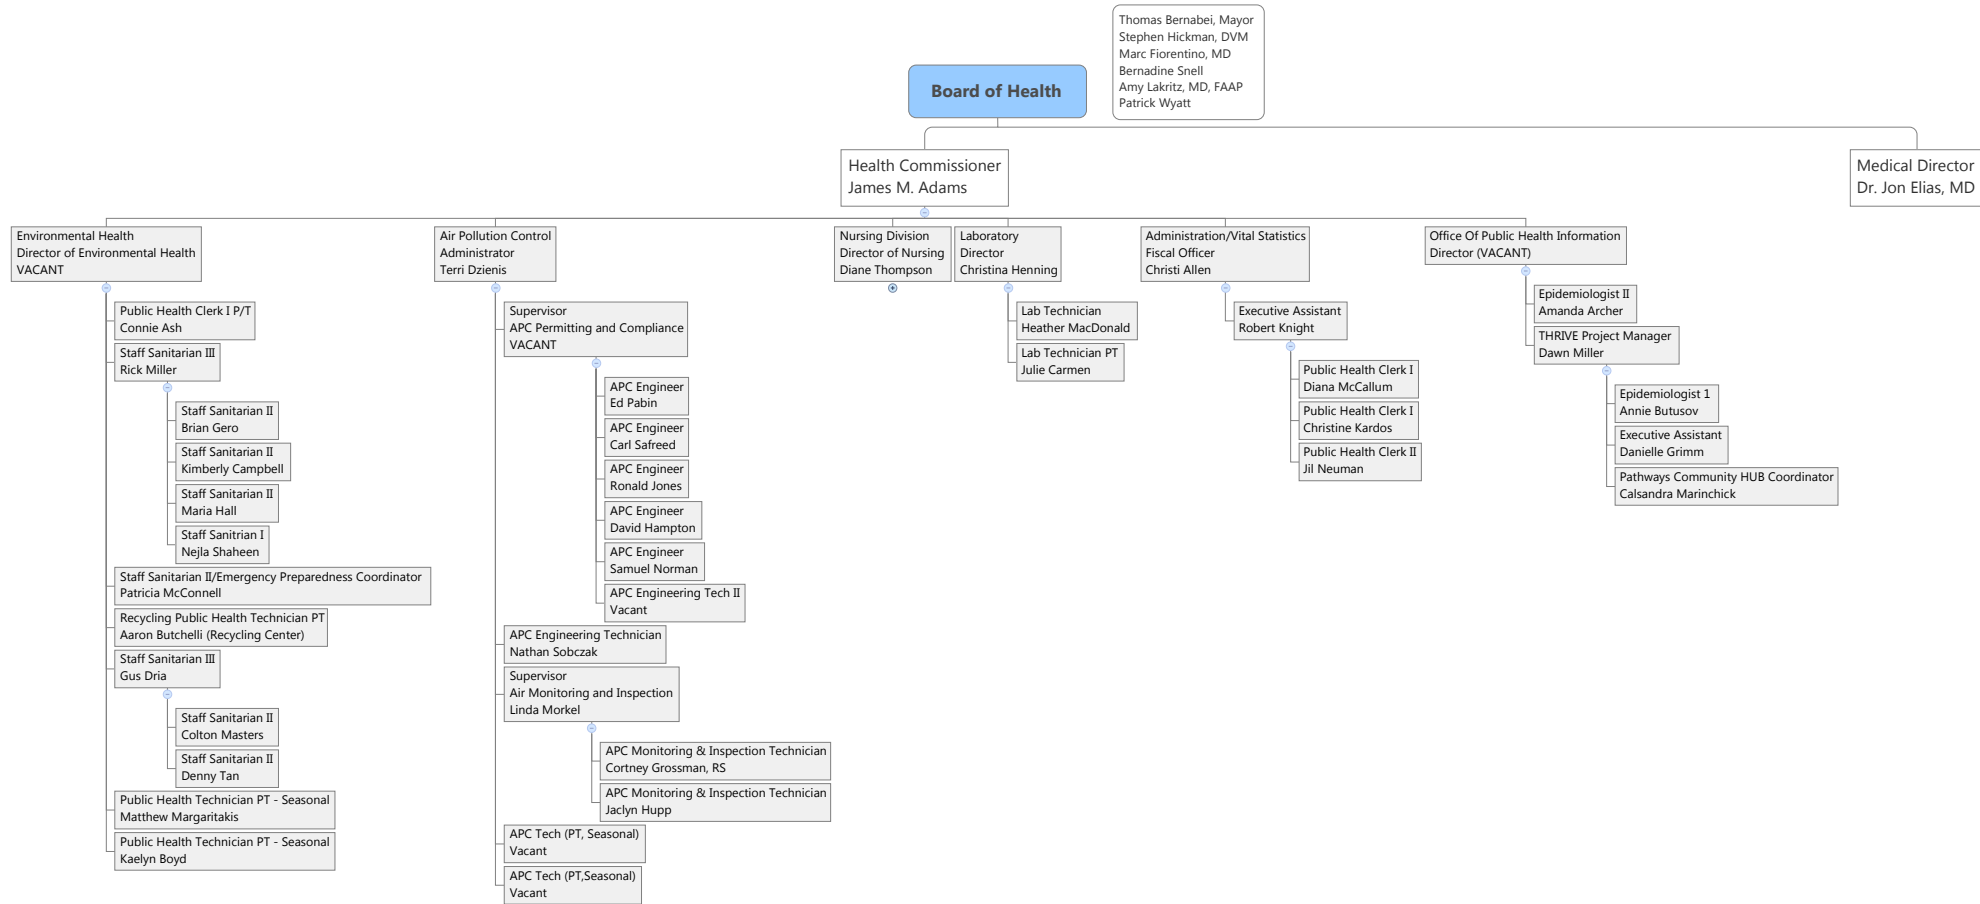 Thomas Bernabei, Mayor
Stephen Hickman, DVM
Marc Fiorentino, MD
Bernadine Snell
Amy Lakritz, MD, FAAP
Patrick Wyatt
Board of Health
Health Commissioner
James M. Adams
Medical Director
Dr. Jon Elias, MD
Environmental Health
Director of Environmental Health
VACANT
Public Health Clerk I P/T
Connie Ash
Staff Sanitarian III
Rick Miller
Staff Sanitarian II
Brian Gero
Staff Sanitarian II
Kimberly Campbell
Staff Sanitarian II
Maria Hall
Staff Sanitrian I
Nejla Shaheen
Staff Sanitarian II/Emergency Preparedness Coordinator
Patricia McConnell
Recycling Public Health Technician PT
Aaron Butchelli (Recycling Center)
Staff Sanitarian III
Gus Dria
Staff Sanitarian II
Colton Masters
Staff Sanitarian II
Denny Tan
Public Health Technician PT - Seasonal
Matthew Margaritakis
Public Health Technician PT - Seasonal
Kaelyn Boyd
Air Pollution Control
Administrator
Terri Dzienis
Supervisor
APC Permitting and Compliance
VACANT
APC Engineer
Ed Pabin
APC Engineer
Carl Safreed
APC Engineer
Ronald Jones
APC Engineer
David Hampton
APC Engineer
Samuel Norman
APC Engineering Tech II
Vacant
APC Engineering Technician
Nathan Sobczak
Supervisor
Air Monitoring and Inspection
Linda Morkel
APC Monitoring & Inspection Technician
Cortney Grossman, RS
APC Monitoring & Inspection Technician
Jaclyn Hupp
APC Tech (PT, Seasonal)
Vacant
APC Tech (PT,Seasonal)
Vacant
Nursing Division
Director of Nursing
Diane Thompson
Laboratory
Director
Christina Henning
Lab Technician
Heather MacDonald
Lab Technician PT
Julie Carmen
Administration/Vital Statistics
Fiscal Officer
Christi Allen
Executive Assistant
Robert Knight
Public Health Clerk I
Diana McCallum
Public Health Clerk I
Christine Kardos
Public Health Clerk II
Jil Neuman
Office Of Public Health Information
Director (VACANT)
Epidemiologist II
Amanda Archer
THRIVE Project Manager
Dawn Miller
Epidemiologist 1
Annie Butusov
Executive Assistant
Danielle Grimm
Pathways Community HUB Coordinator
Calsandra Marinchick